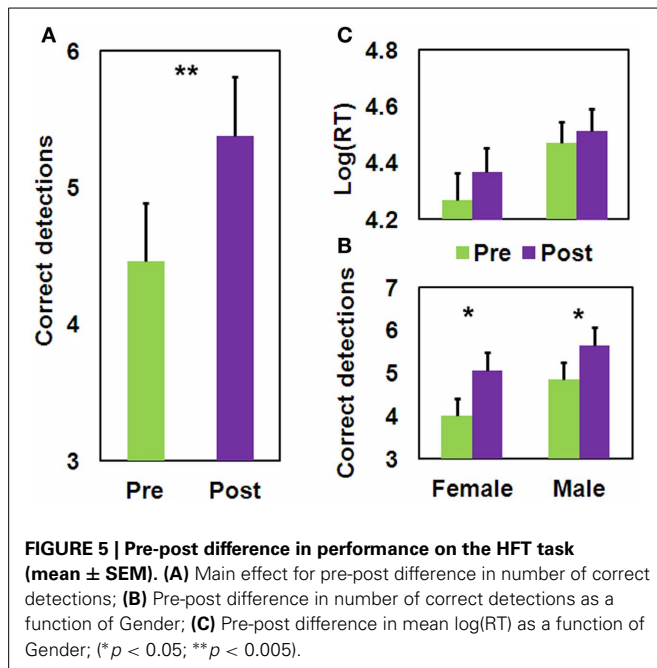 A
6
5
4
3
Correct detections
**
Pre Post
C
4.8
4.6
4.4
4.2
Log(RT)
Pre Post
B
7
6
5
4
3
Correct detections
* *
Female Male
FIGURE 5 | Pre-post difference in performance on the HFT task
(mean ± SEM). (A) Main effect for pre-post difference in number of correct
detections; (B) Pre-post difference in number of correct detections as a
function of Gender; (C) Pre-post difference in mean log(RT) as a function of
Gender; (*p < 0.05; **p < 0.005).